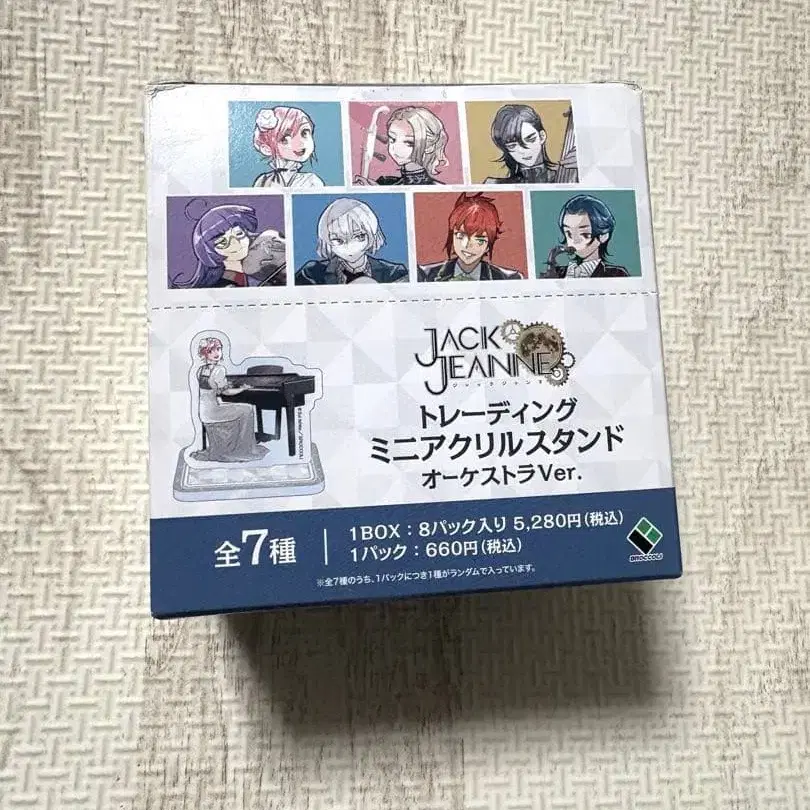 JACK
JEANNE
ジャックジャンヌ
トレーディング
ミニアクリルスタンド
オーケストラVer.
全7種
1BOX：8パック入り 5,280円(税込)
1パック：660円(税込)
※全7種のうち、1パックにつき1種がランダムで入っています。
BROCCOLI